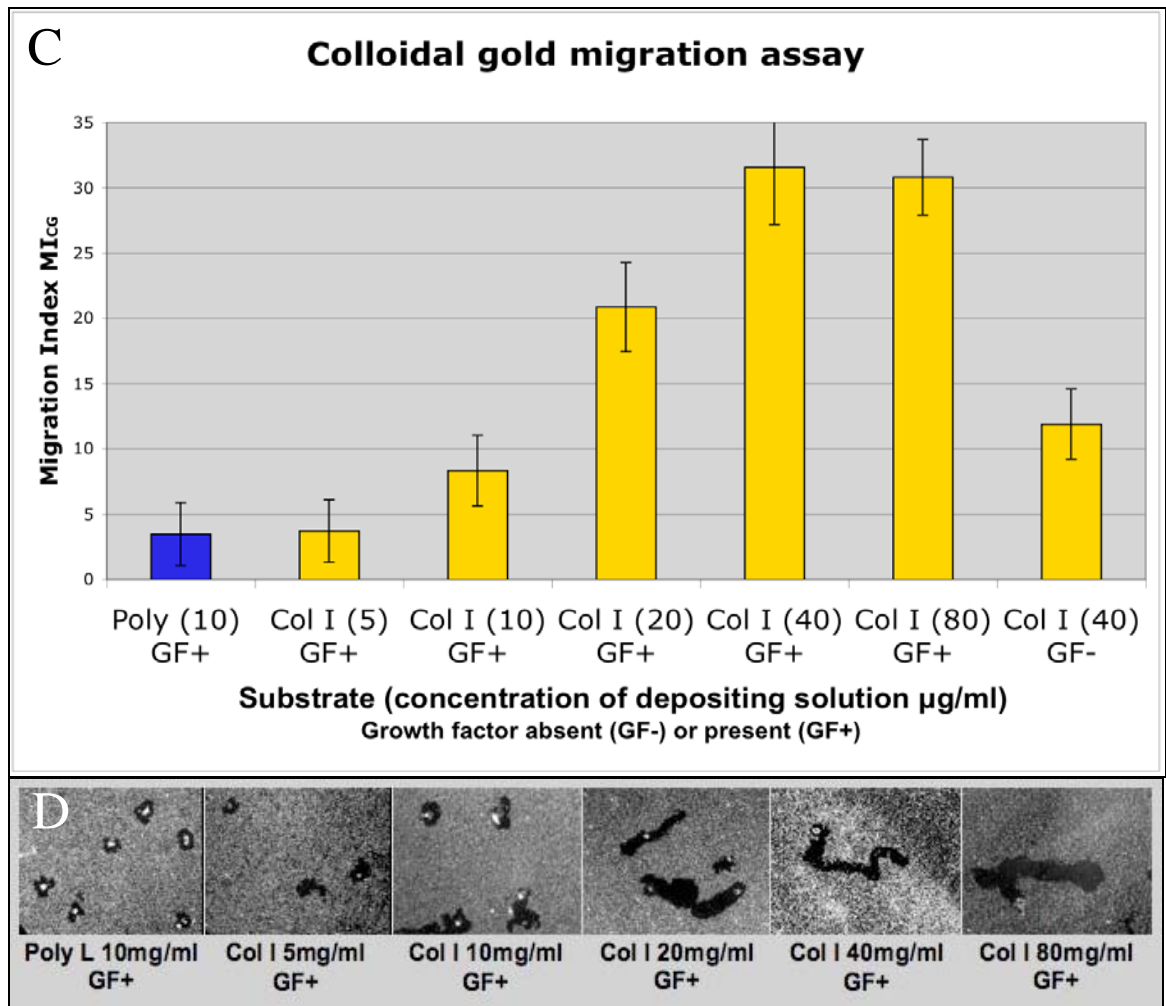 C
Colloidal gold migration assay
Migration Index MICG
35
30
25
20
15
10
5
0
Poly (10) Col I (5) Col I (10) Col I (20) Col I (40) Col I (80) Col I (40)
GF+ GF+ GF+ GF+ GF+ GF+ GF-
Substrate (concentration of depositing solution µg/ml)
Growth factor absent (GF-) or present (GF+)
D
Poly L 10mg/ml Col I 5mg/ml Col I 10mg/ml Col I 20mg/ml Col I 40mg/ml Col I 80mg/ml
GF+ GF+ GF+ GF+ GF+ GF+